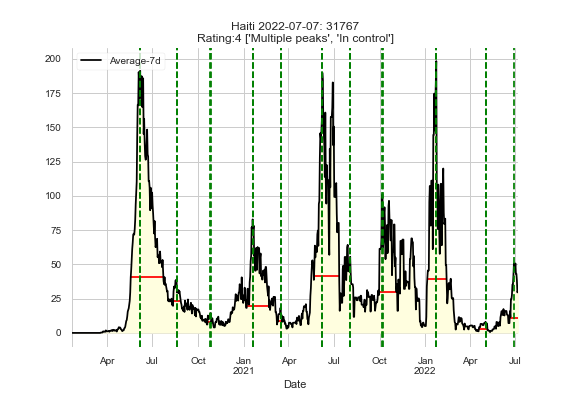 Haiti 2022-07-07: 31767
Rating:4 ['Multiple peaks', 'In control']
Average-7d
200
175
150
125
100
75
50
25
0
Apr
Jul
Oct
Jan
2021
Apr
Jul
Oct
Jan
2022
Apr
Jul
Date